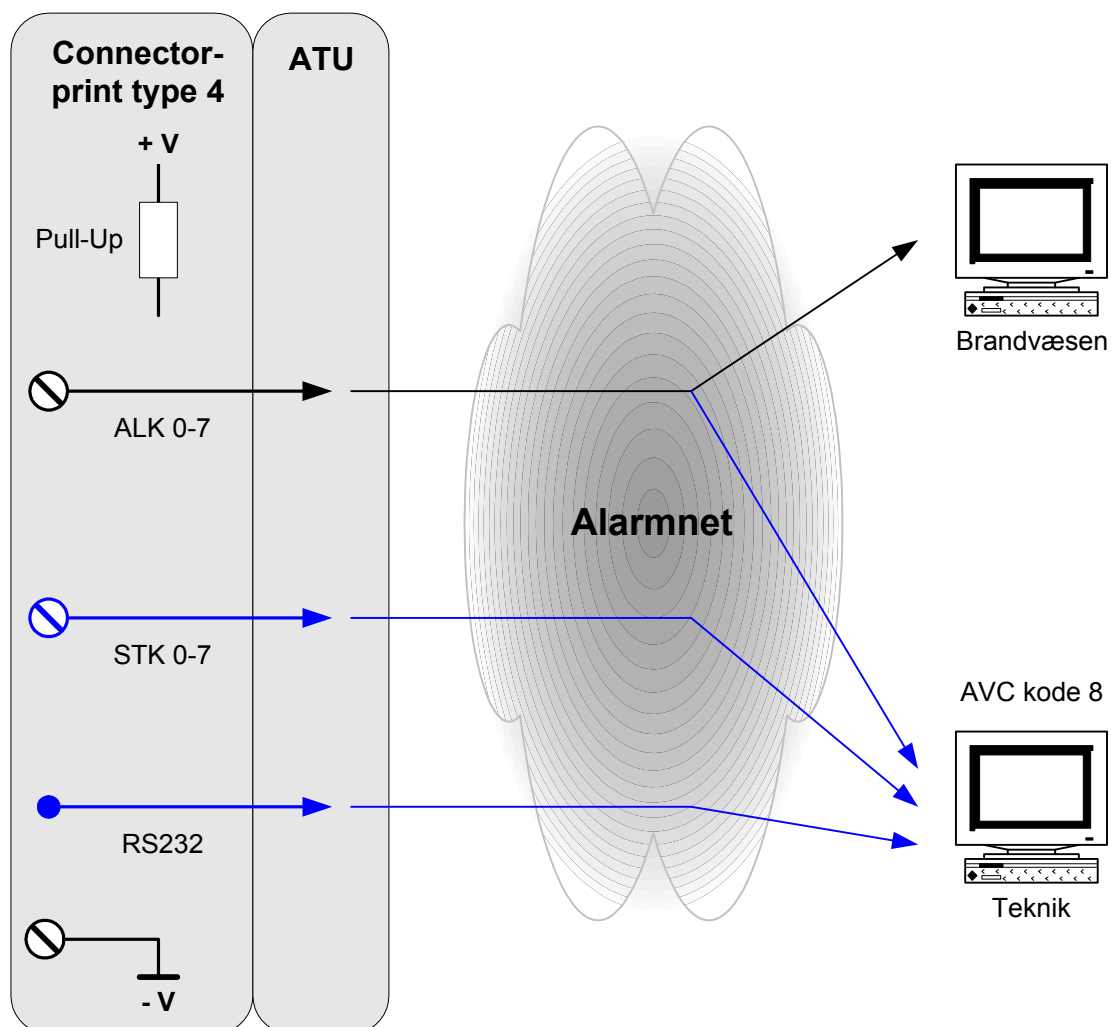 Connector-
print type 4
ATU
+ V
Pull-Up
Brandvæsen
ALK 0-7
Alarmnet
STK 0-7
AVC kode 8
RS232
Teknik
- V